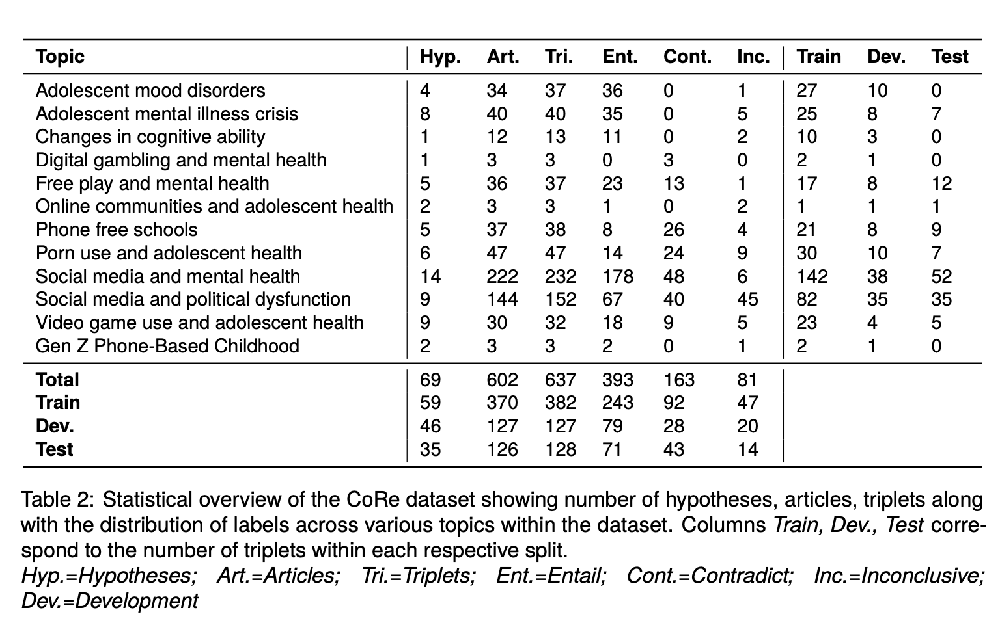 Topic Hyp. Art. Tri. Ent. Cont. Inc. Train Dev. Test
Adolescent mood disorders 4 34 37 36 0 1 27 10 0
Adolescent mental illness crisis 8 40 40 35 0 5 25 8 7
Changes in cognitive ability 1 12 13 11 0 2 10 3 0
Digital gambling and mental health 1 3 3 0 3 0 2 1 0
Free play and mental health 5 36 37 23 13 1 17 8 12
Online communities and adolescent health 2 3 3 1 0 2 1 1 1
Phone free schools 5 37 38 8 26 4 21 8 9
Porn use and adolescent health 6 47 47 14 24 9 30 10 7
Social media and mental health 14 222 232 178 48 6 142 38 52
Social media and political dysfunction 9 144 152 67 40 45 82 35 35
Video game use and adolescent health 9 30 32 18 9 5 23 4 5
Gen Z Phone-Based Childhood 2 3 3 2 0 1 2 1 0
Total 69 602 637 393 163 81
Train 59 370 382 243 92 47
Dev. 46 127 127 79 28 20
Test 35 126 128 71 43 14
Table 2: Statistical overview of the CoRe dataset showing number of hypotheses, articles, triplets along
with the distribution of labels across various topics within the dataset. Columns Train, Dev., Test corre-
spond to the number of triplets within each respective split.
Hyp.=Hypotheses; Art.=Articles; Tri.=Triplets; Ent.=Entail; Cont.=Contradict; Inc.=Inconclusive;
Dev.=Development